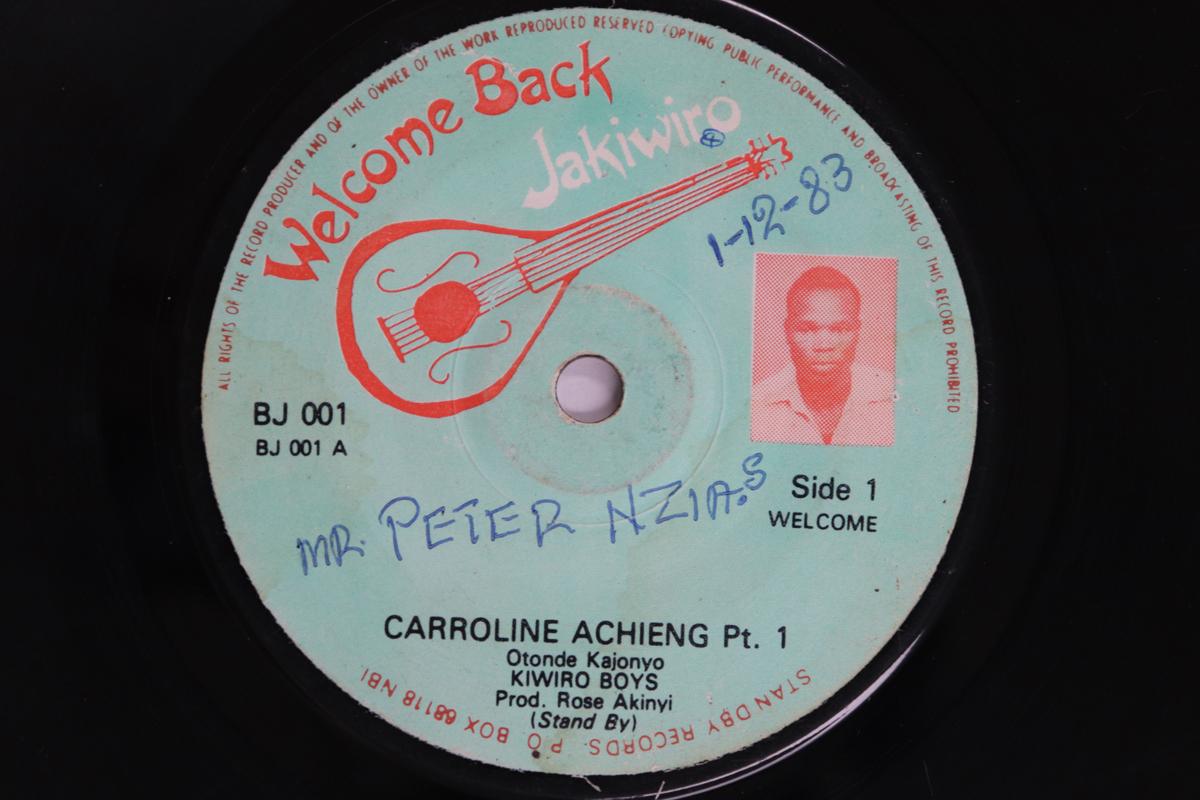 ALL RIGHTS OF THE RECORD PRODUCER AND OF THE OWNER OF THE WORK REPRODUCED RESERVED COPYING PUBLIC PERFORMANCE AND BROADCASTING OF THIS RECORD PROHIBITED
Welcome Back
Jakiwiro
1-12-83
BJ 001
BJ 001 A
MR. PETER NZIA.S
Side 1
WELCOME
CARROLINE ACHIENG Pt. 1
Otonde Kajonyo
KIWIRO BOYS
Prod. Rose Akinyi
(Stand By)
STANDBY RECORDS P O BOX 68118 NBI